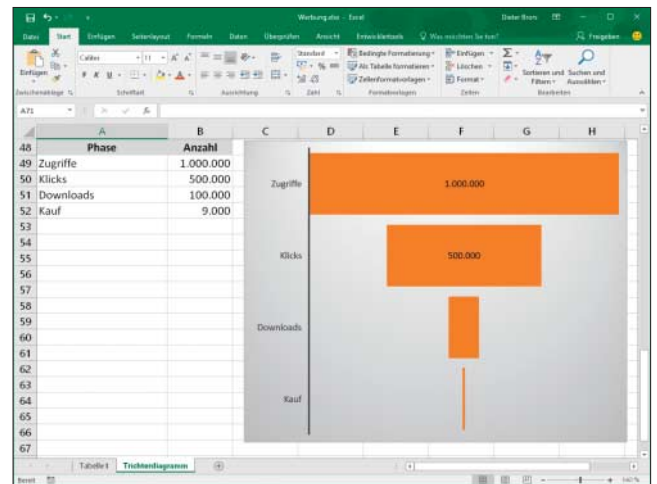 Werbung.xlsx - Excel
Dieter Brors
Datei Start Einfügen Seitenlayout Formeln Daten Überprüfen Ansicht Entwicklertools Was möchten Sie tun? Freigeben
Calibri 11 Standard Bedingte Formatierung Einfügen
Einfügen F K U Als Tabelle formatieren Löschen Sortieren und Filtern Suchen und Auswählen
Zellenformatvorlagen Format
Zwischenablage Schriftart Ausrichtung Zahl Formatvorlagen Zellen Bearbeiten
A71 fx
A B C D E F G H
48 Phase Anzahl
49 Zugriffe 1.000.000
50 Klicks 500.000
51 Downloads 100.000
52 Kauf 9.000
53
54
55
56
57
58
59
60
61
62
63
64
65
66
67
Zugriffe 1.000.000
Klicks 500.000
Downloads
Kauf
Tabelle1 Trichterdiagramm
Bereit